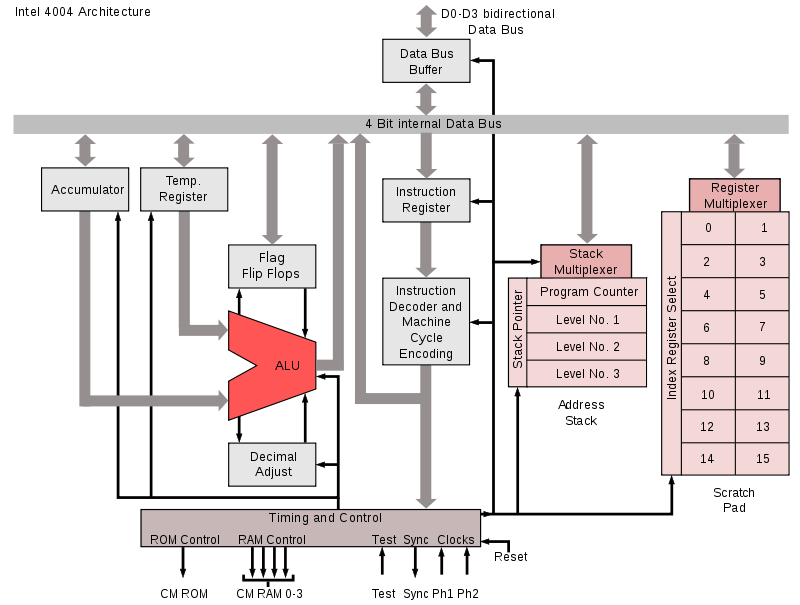 Intel 4004 Architecture
D0-D3 bidirectional
Data Bus
Data Bus
Buffer
4 Bit internal Data Bus
Accumulator
Temp.
Register
Instruction
Register
Register
Multiplexer
Flag
Flip Flops
Stack
Multiplexer
Instruction
Decoder and
Machine
Cycle
Encoding
Stack Pointer
Program Counter
Level No. 1
Level No. 2
Level No. 3
Address
Stack
Index Register Select
0 1
2 3
4 5
6 7
8 9
10 11
12 13
14 15
Scratch
Pad
ALU
Decimal
Adjust
Timing and Control
ROM Control RAM Control Test Sync Clocks
Reset
CM ROM CM RAM 0-3 Test Sync Ph1 Ph2